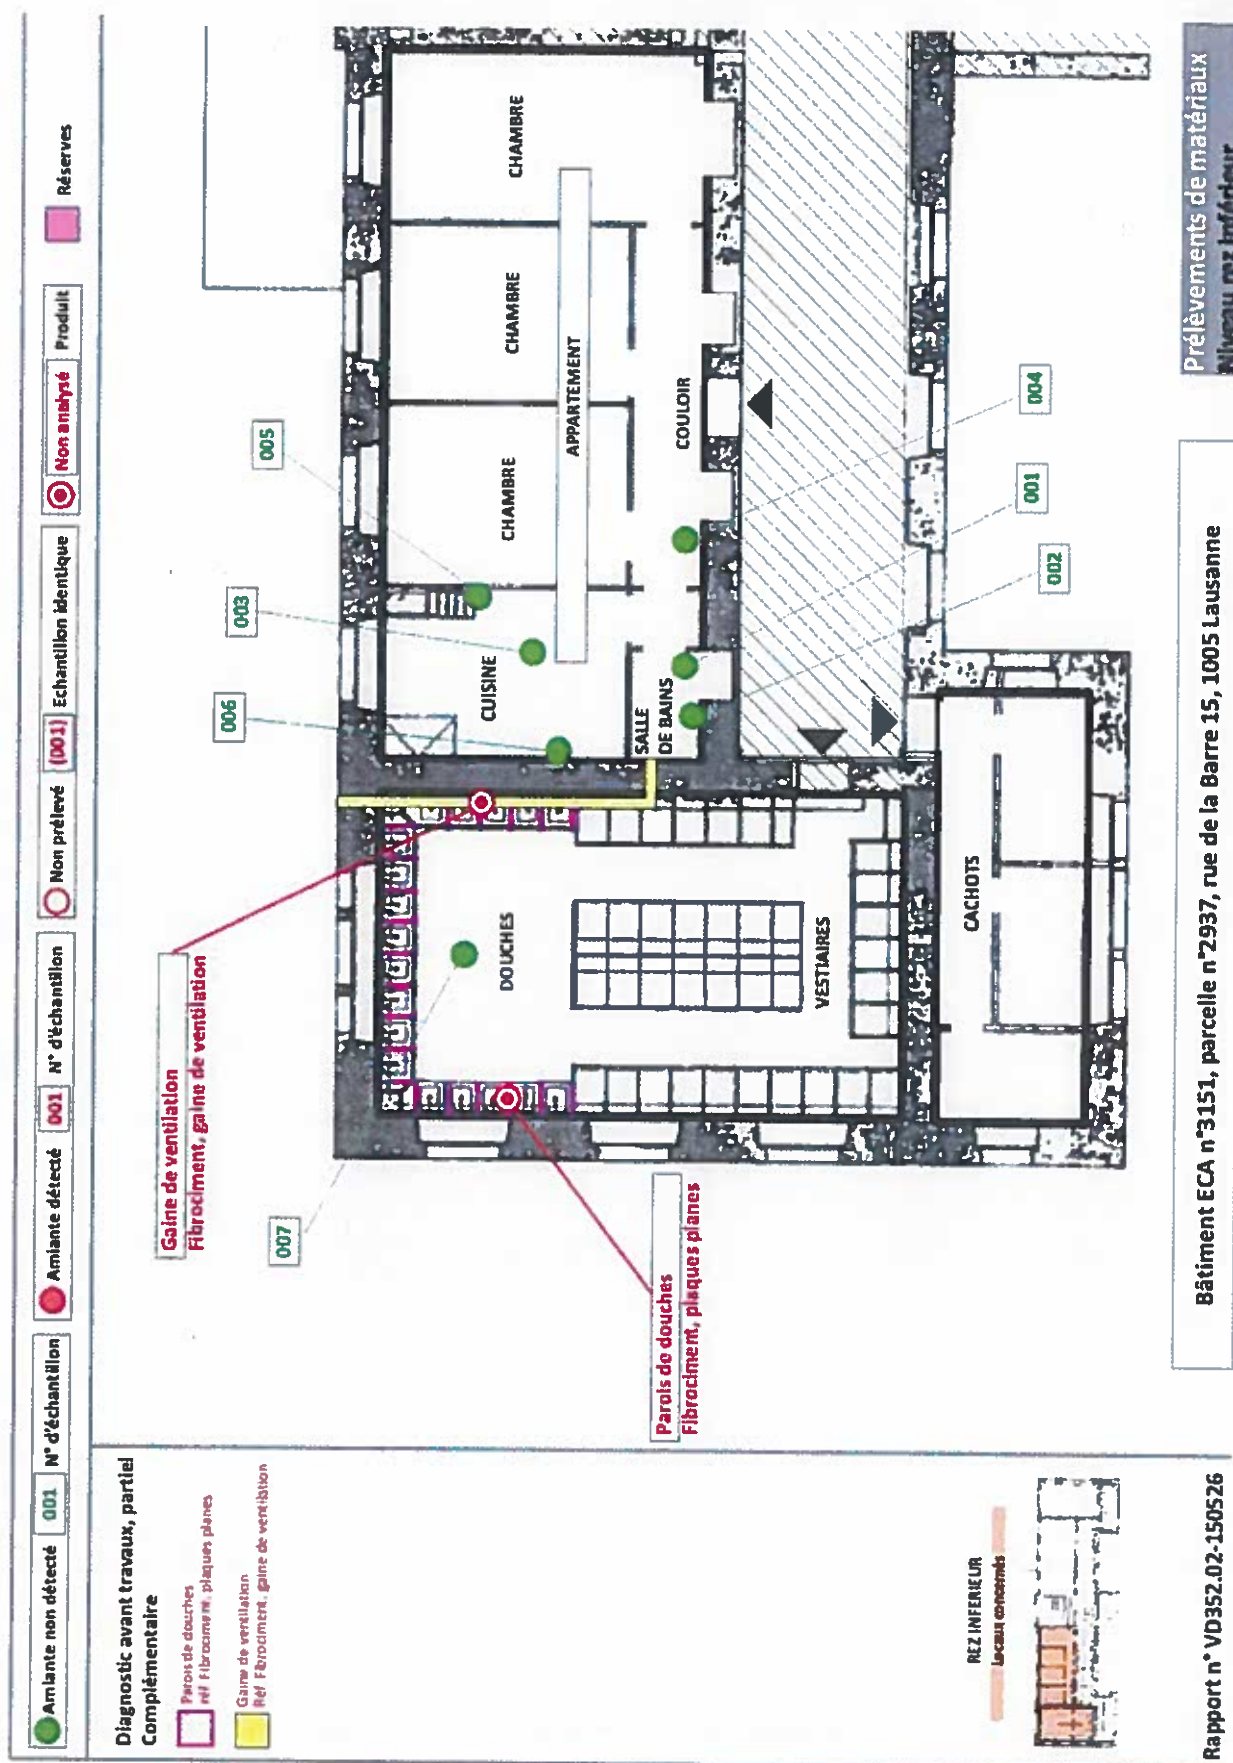 Amiante non détecté 001 N° d'échantillon
Amiante détecté 001 N° d'échantillon
Non prélevé (001) Echantillon identique
Non analysé Produit
Réserves
Diagnostic avant travaux, partiel
Complémentaire
Parois de douches
réf Fibrociment, plaques planes
Gaine de ventilation
Réf Fibrociment, gaine de ventilation
Gaine de ventilation
Fibrociment, gaine de ventilation
007
006
003
005
Parois de douches
Fibrociment, plaques planes
DOUCHES
VESTIAIRES
CACHOTS
CUISINE
SALLE
DE BAINS
CHAMBRE
CHAMBRE
CHAMBRE
APPARTEMENT
COULOIR
002
001
004
REZ INFERIEUR
Locaux concernés
Rapport n° VD352.02-150526
Bâtiment ECA n°3151, parcelle n°2937, rue de la Barre 15, 1005 Lausanne
Prélèvements de matériaux
Niveau rez inférieur